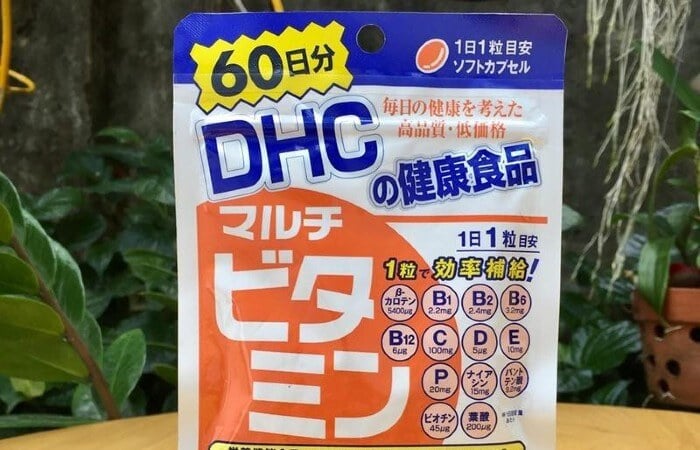 60日分
1日1粒目安
ソフトカプセル
毎日の健康を考えた
高品質・低価格
DHC
の健康食品
マルチ
ビタ
ミン
1日1粒目安
1粒で効率補給!
β-
カロテン
5400μg
B1
2.2mg
B2
2.4mg
B6
3.2mg
B12
6μg
C
100mg
D
5μg
E
10mg
P
20mg
ナイア
シン
15mg
パント
テン酸
9.2mg
ビオチン
45μg
葉酸
200μg